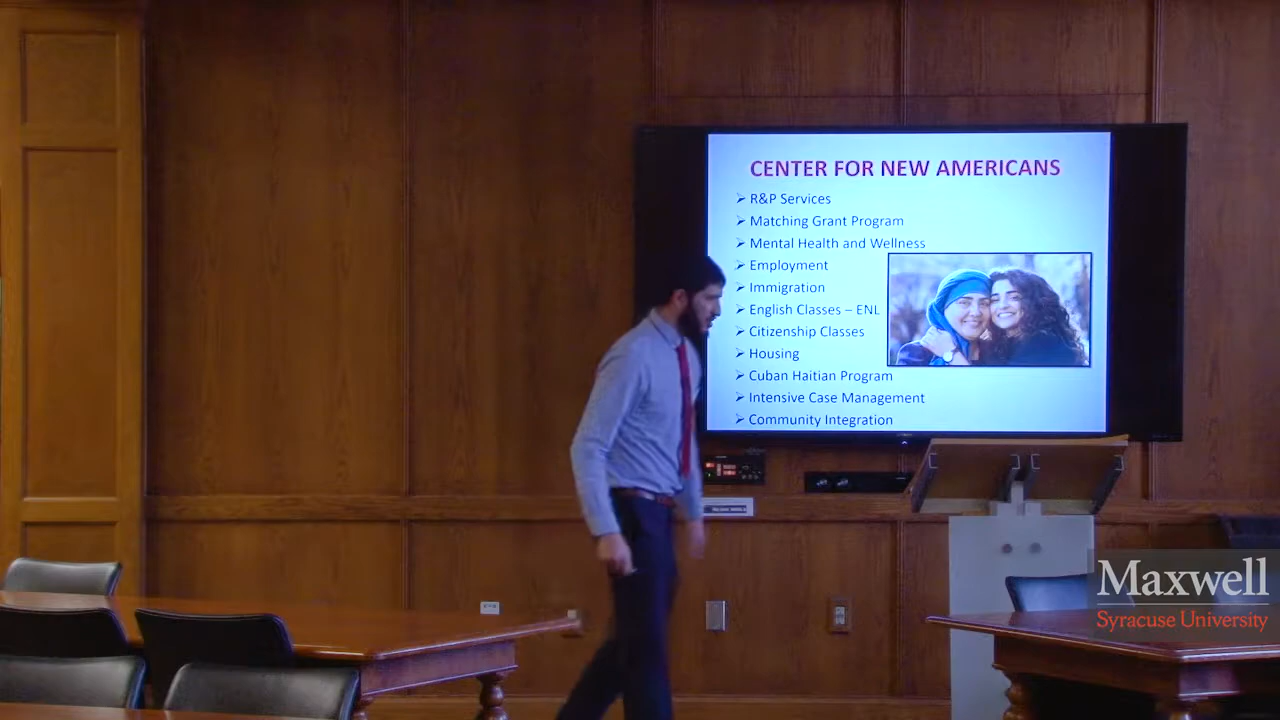 CENTER FOR NEW AMERICANS
➢ R&P Services
➢ Matching Grant Program
➢ Mental Health and Wellness
➢ Employment
➢ Immigration
➢ English Classes – ENL
➢ Citizenship Classes
➢ Housing
➢ Cuban Haitian Program
➢ Intensive Case Management
➢ Community Integration
Maxwell
Syracuse University